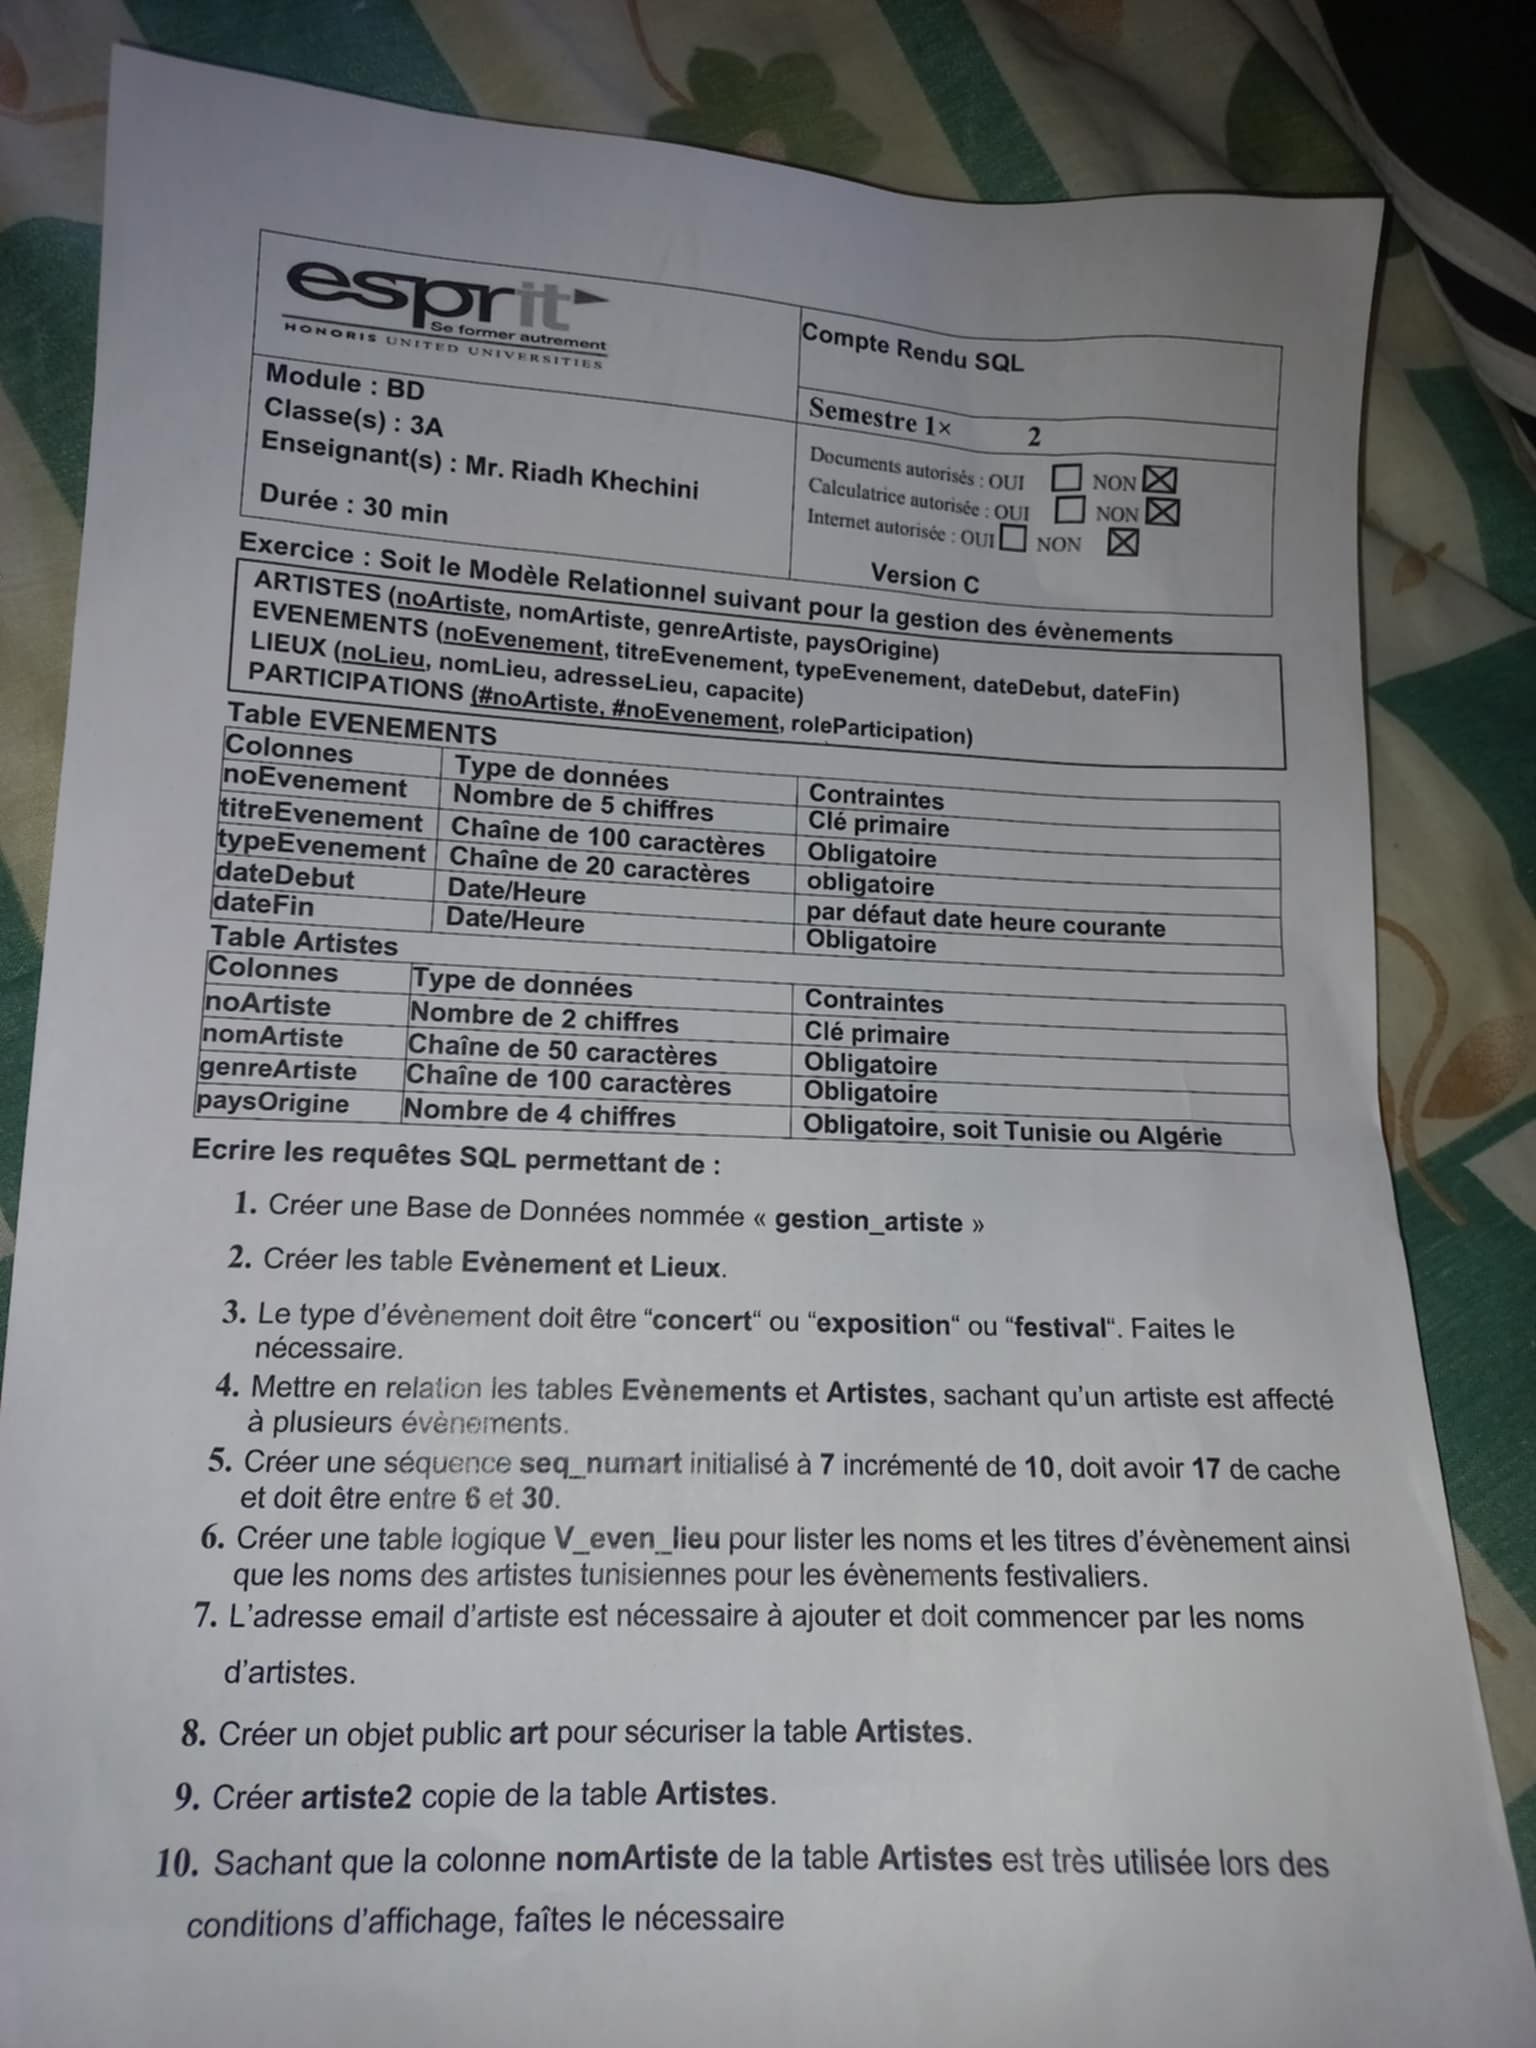 esprit
Se former autrement
HONORIS UNITED UNIVERSITIES
Compte Rendu SQL
Module : BD
Classe(s) : 3A
Enseignant(s) : Mr. Riadh Khechini
Durée : 30 min
Semestre 1× 2
Documents autorisés : OUI NON
Calculatrice autorisée : OUI NON
Internet autorisée : OUI NON
Version C
Exercice : Soit le Modèle Relationnel suivant pour la gestion des évènements
ARTISTES (noArtiste, nomArtiste, genreArtiste, paysOrigine)
EVENEMENTS (noEvenement, titreEvenement, typeEvenement, dateDebut, dateFin)
LIEUX (noLieu, nomLieu, adresseLieu, capacite)
PARTICIPATIONS (#noArtiste, #noEvenement, roleParticipation)
Table EVENEMENTS
Colonnes Type de données Contraintes
noEvenement Nombre de 5 chiffres Clé primaire
titreEvenement Chaîne de 100 caractères Obligatoire
typeEvenement Chaîne de 20 caractères obligatoire
dateDebut Date/Heure par défaut date heure courante
dateFin Date/Heure Obligatoire
Table Artistes
Colonnes Type de données Contraintes
noArtiste Nombre de 2 chiffres Clé primaire
nomArtiste Chaîne de 50 caractères Obligatoire
genreArtiste Chaîne de 100 caractères Obligatoire
paysOrigine Nombre de 4 chiffres Obligatoire, soit Tunisie ou Algérie
Ecrire les requêtes SQL permettant de :
1. Créer une Base de Données nommée « gestion_artiste »
2. Créer les table Evènement et Lieux.
3. Le type d'évènement doit être “concert“ ou “exposition“ ou “festival“. Faites le
nécessaire.
4. Mettre en relation les tables Evènements et Artistes, sachant qu'un artiste est affecté
à plusieurs évènements.
5. Créer une séquence seq_numart initialisé à 7 incrémenté de 10, doit avoir 17 de cache
et doit être entre 6 et 30.
6. Créer une table logique V_even_lieu pour lister les noms et les titres d'évènement ainsi
que les noms des artistes tunisiennes pour les évènements festivaliers.
7. L'adresse email d'artiste est nécessaire à ajouter et doit commencer par les noms
d'artistes.
8. Créer un objet public art pour sécuriser la table Artistes.
9. Créer artiste2 copie de la table Artistes.
10. Sachant que la colonne nomArtiste de la table Artistes est très utilisée lors des
conditions d'affichage, faîtes le nécessaire